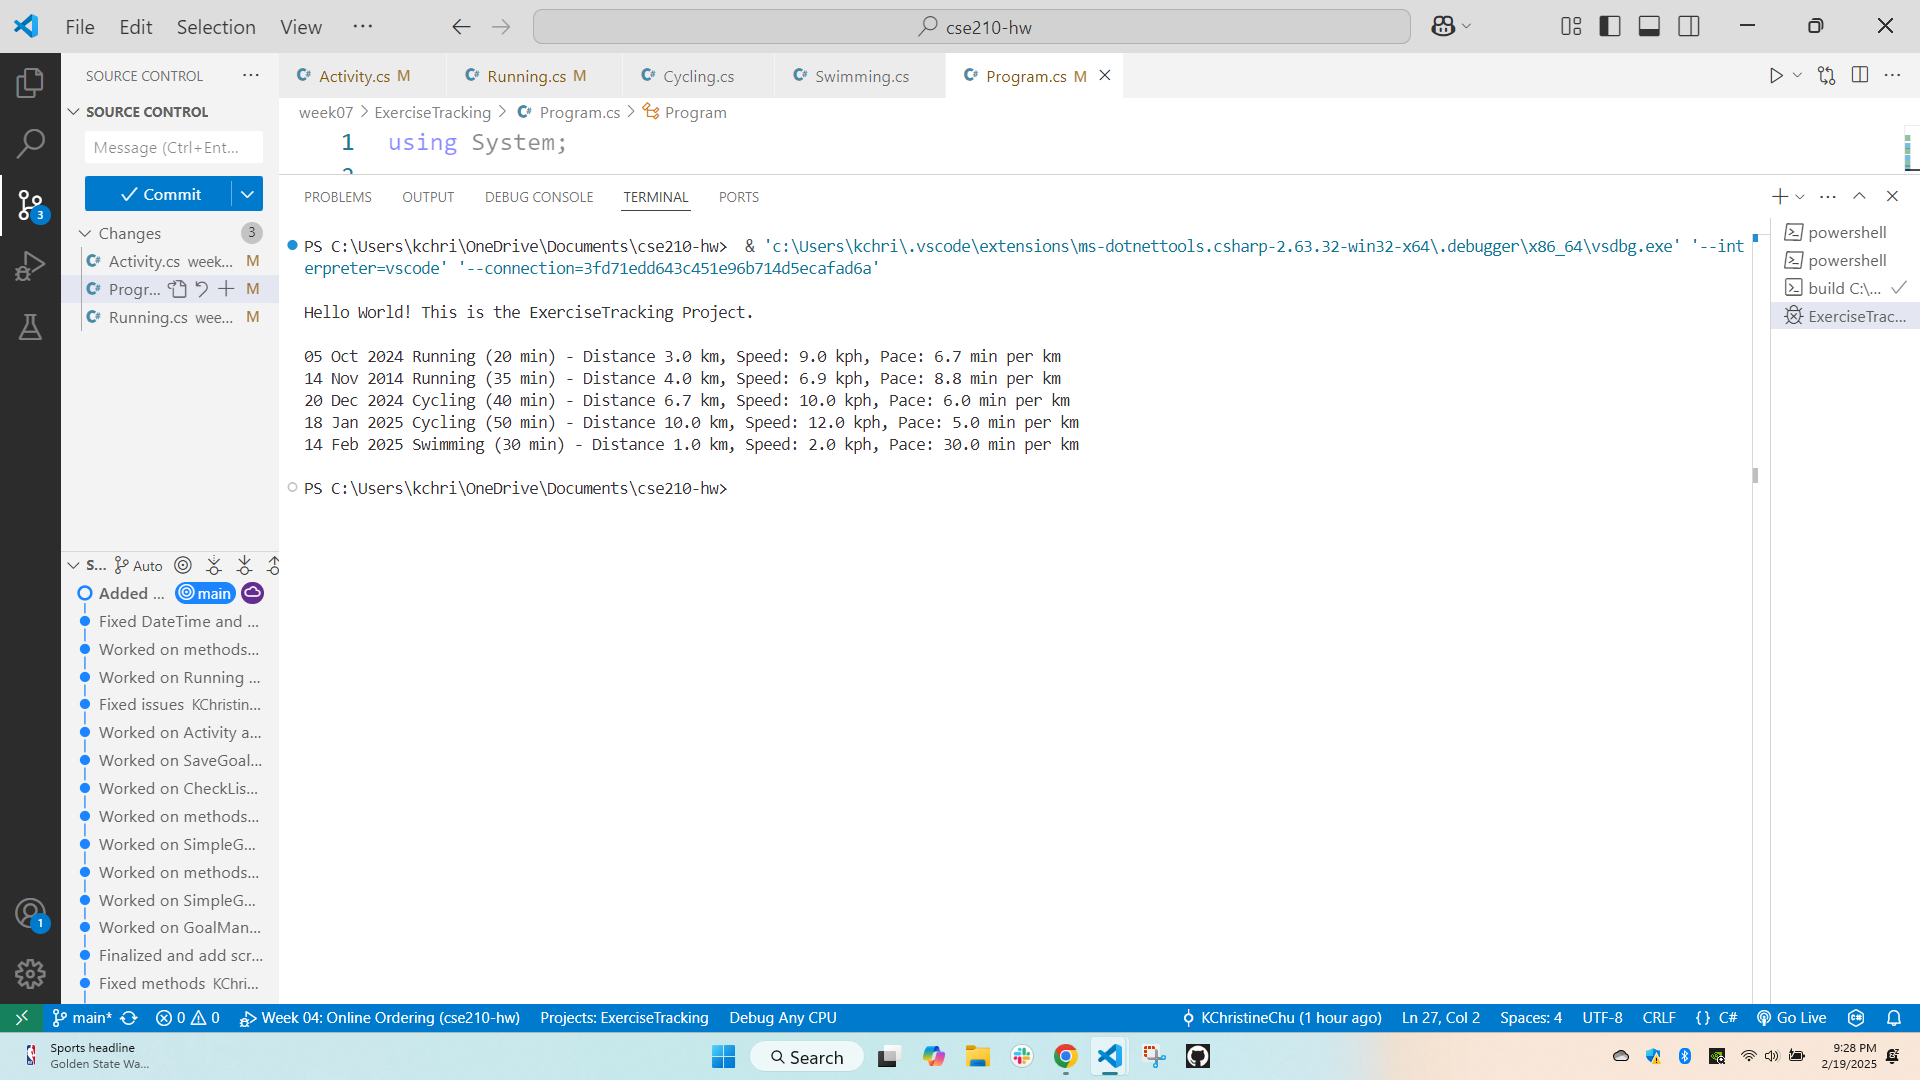 File Edit Selection View ··· cse210-hw
SOURCE CONTROL ···
SOURCE CONTROL
Message (Ctrl+Ent...
Commit
Changes 3
Activity.cs week... M
Progr... M
Running.cs wee... M
S... Auto
Added ... main
Fixed DateTime and ...
Worked on methods...
Worked on Running ...
Fixed issues KChristin...
Worked on Activity a...
Worked on SaveGoal...
Worked on CheckLis...
Worked on methods...
Worked on SimpleG...
Worked on methods...
Worked on SimpleG...
Worked on GoalMan...
Finalized and add scr...
Fixed methods KChri...
3
1
Activity.cs M Running.cs M Cycling.cs Swimming.cs Program.cs M
week07 > ExerciseTracking > Program.cs > Program
1 using System;
PROBLEMS OUTPUT DEBUG CONSOLE TERMINAL PORTS
PS C:\Users\kchri\OneDrive\Documents\cse210-hw> & 'c:\Users\kchri\.vscode\extensions\ms-dotnettools.csharp-2.63.32-win32-x64\.debugger\x86_64\vsdbg.exe' '--int
erpreter=vscode' '--connection=3fd71edd643c451e96b714d5ecafad6a'
Hello World! This is the ExerciseTracking Project.
05 Oct 2024 Running (20 min) - Distance 3.0 km, Speed: 9.0 kph, Pace: 6.7 min per km
14 Nov 2014 Running (35 min) - Distance 4.0 km, Speed: 6.9 kph, Pace: 8.8 min per km
20 Dec 2024 Cycling (40 min) - Distance 6.7 km, Speed: 10.0 kph, Pace: 6.0 min per km
18 Jan 2025 Cycling (50 min) - Distance 10.0 km, Speed: 12.0 kph, Pace: 5.0 min per km
14 Feb 2025 Swimming (30 min) - Distance 1.0 km, Speed: 2.0 kph, Pace: 30.0 min per km
PS C:\Users\kchri\OneDrive\Documents\cse210-hw>
powershell
powershell
build C:\...
ExerciseTrac...
main* 0 0 Week 04: Online Ordering (cse210-hw) Projects: ExerciseTracking Debug Any CPU KChristineChu (1 hour ago) Ln 27, Col 2 Spaces: 4 UTF-8 CRLF {} C# Go Live
Sports headline
Golden State Wa...
Search
9:28 PM
2/19/2025